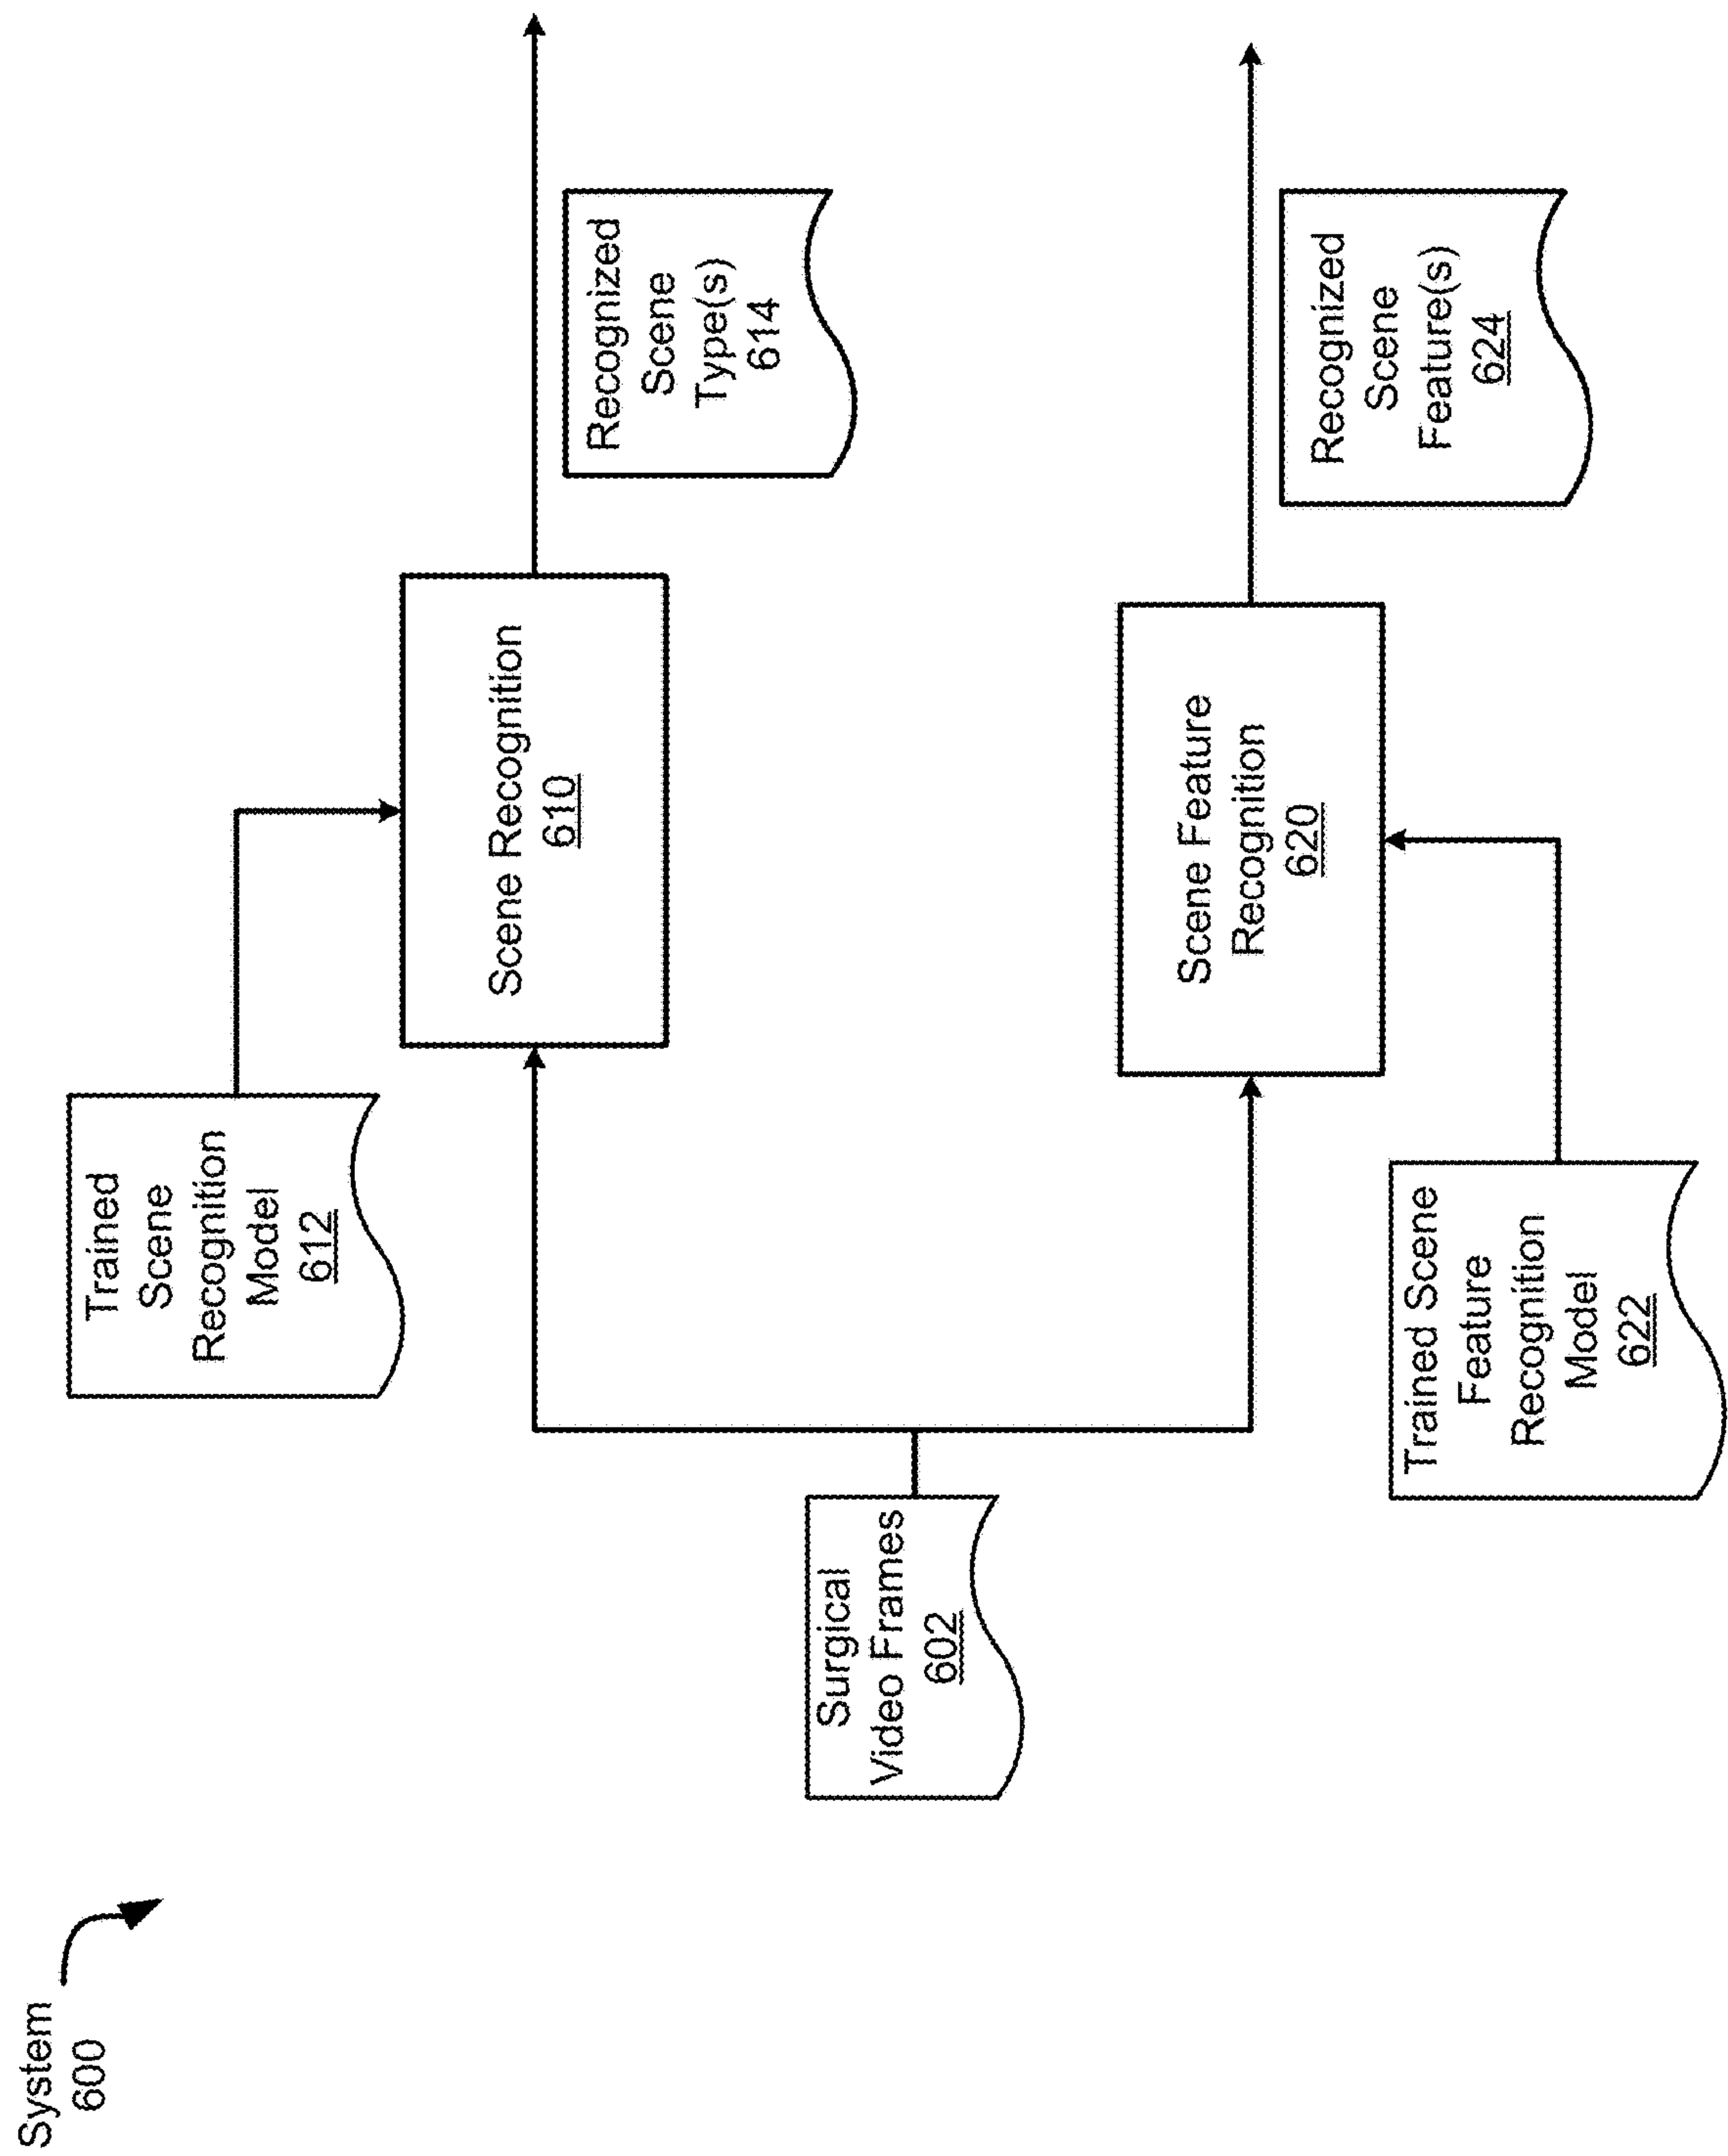 System
600
Trained
Scene
Recognition
Model
612
Scene Recognition
610
Recognized
Scene
Type(s)
614
Surgical
Video Frames
602
Trained Scene
Feature
Recognition
Model
622
Scene Feature
Recognition
620
Recognized
Scene
Feature(s)
624